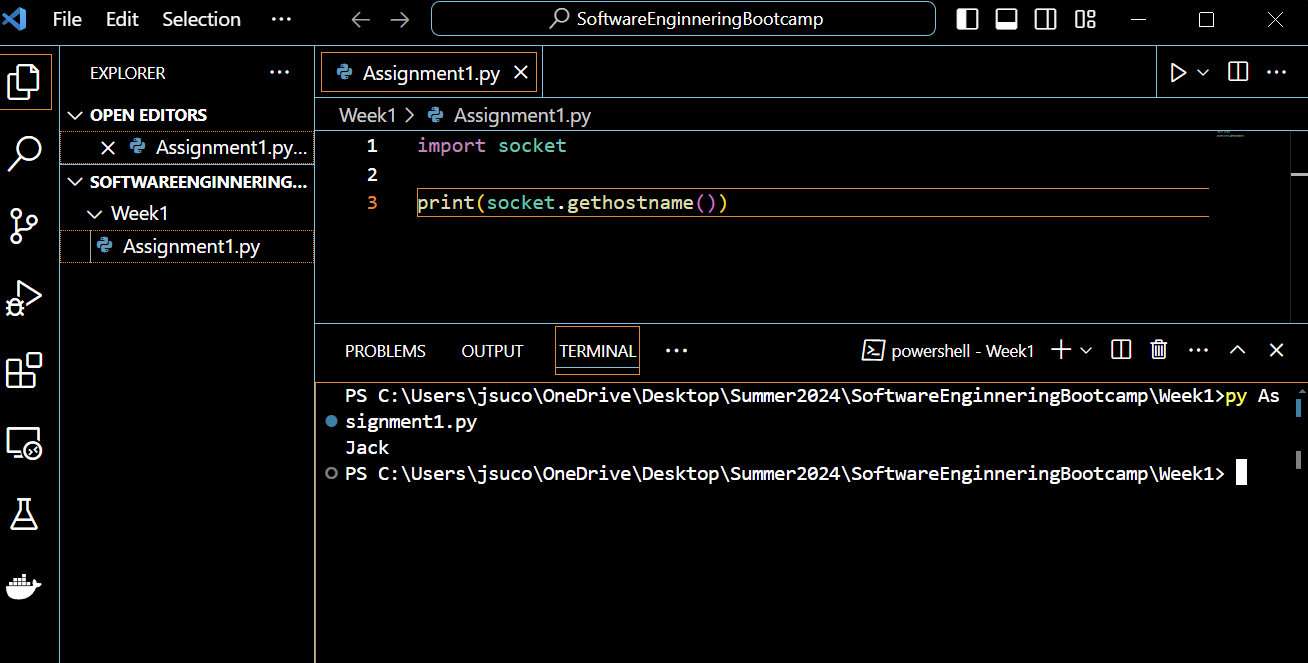 File Edit Selection ··· SoftwareEnginneringBootcamp
EXPLORER ···
OPEN EDITORS
Assignment1.py...
SOFTWAREENGINNERING...
Week1
Assignment1.py
Assignment1.py
Week1 > Assignment1.py
1 import socket
2
3 print(socket.gethostname())
PROBLEMS OUTPUT TERMINAL ··· powershell - Week1
PS C:\Users\jsuco\OneDrive\Desktop\Summer2024\SoftwareEnginneringBootcamp\Week1>py As
signment1.py
Jack
PS C:\Users\jsuco\OneDrive\Desktop\Summer2024\SoftwareEnginneringBootcamp\Week1>